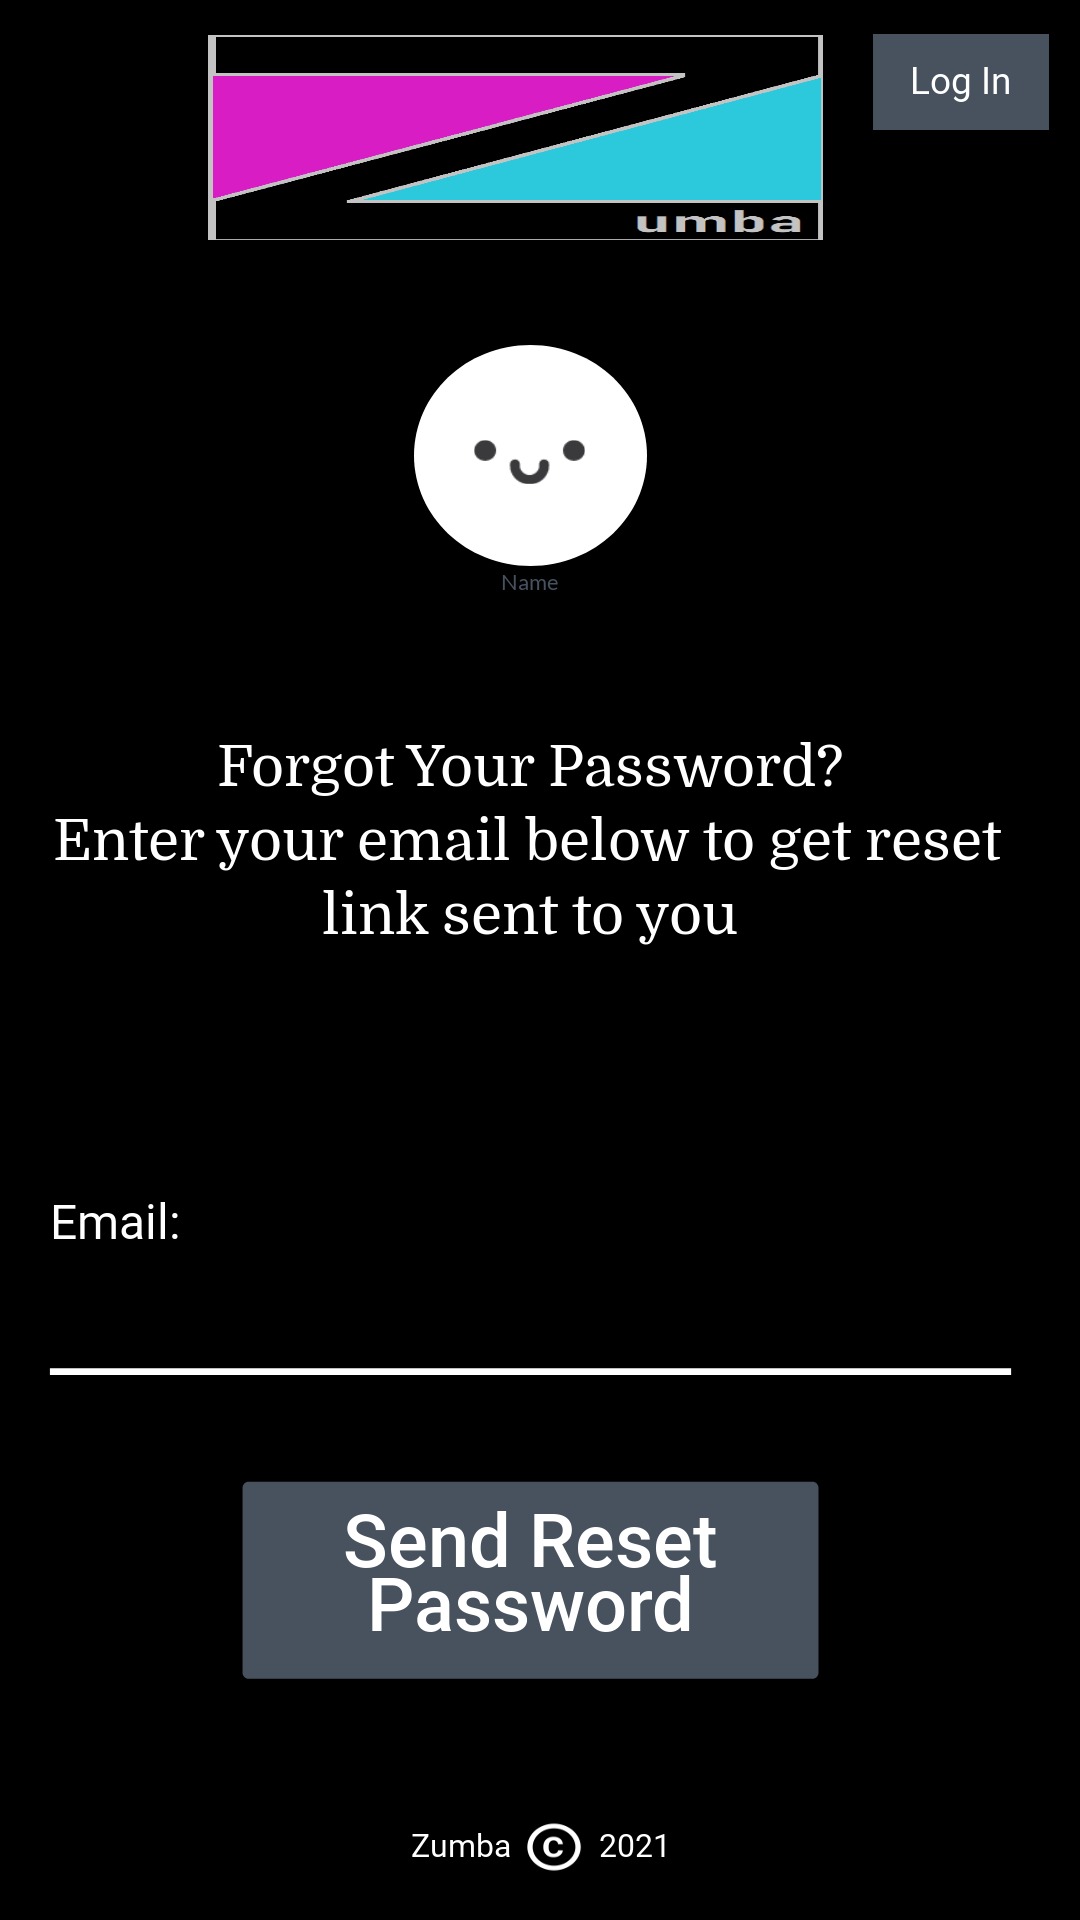 umba
Log In
Name
Forgot Your Password?
Enter your email below to get reset
link sent to you
Email:
Send Reset
Password
Zumba © 2021